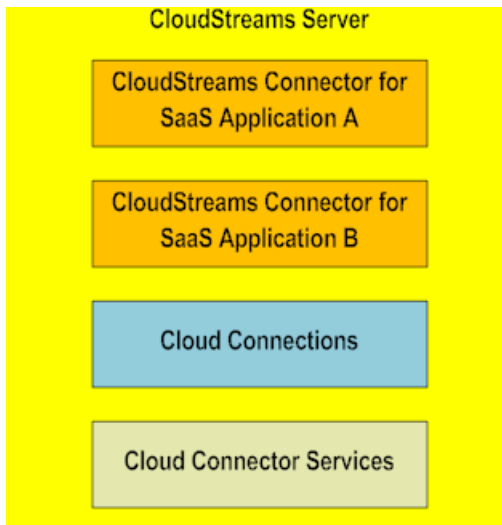 CloudStreams Server
CloudStreams Connector for
SaaS Application A
CloudStreams Connector for
SaaS Application B
Cloud Connections
Cloud Connector Services